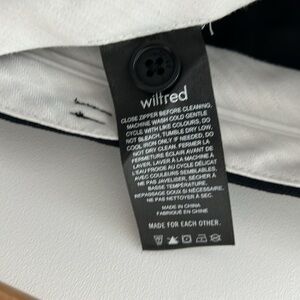 wilfred
CLOSE ZIPPER BEFORE CLEANING.
MACHINE WASH COLD GENTLE
CYCLE WITH LIKE COLOURS, DO
NOT BLEACH, TUMBLE DRY LOW,
COOL IRON ONLY IF NEEDED, DO
NOT DRY CLEAN. FERMER LA
FERMETURE ÉCLAIR AVANT DE
LAVER. LAVER À LA MACHINE À
L'EAU FROIDE AU CYCLE DÉLICAT
AVEC COULEURS SEMBLABLES,
NE PAS JAVELISER, SÉCHER À
BASSE TEMPÉRATURE,
REPASSAGE DOUX SI NÉCESSAIRE,
NE PAS NETTOYER À SEC.
MADE IN CHINA
FABRIQUÉ EN CHINE
MADE FOR EACH OTHER.